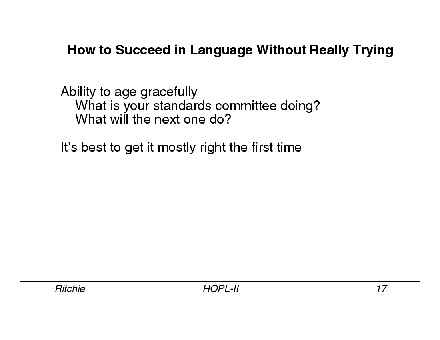 How to Succeed in Language Without Really Trying
Ability to age gracefully
What is your standards committee doing?
What will the next one do?
It's best to get it mostly right the first time
Ritchie HOPL-II 17